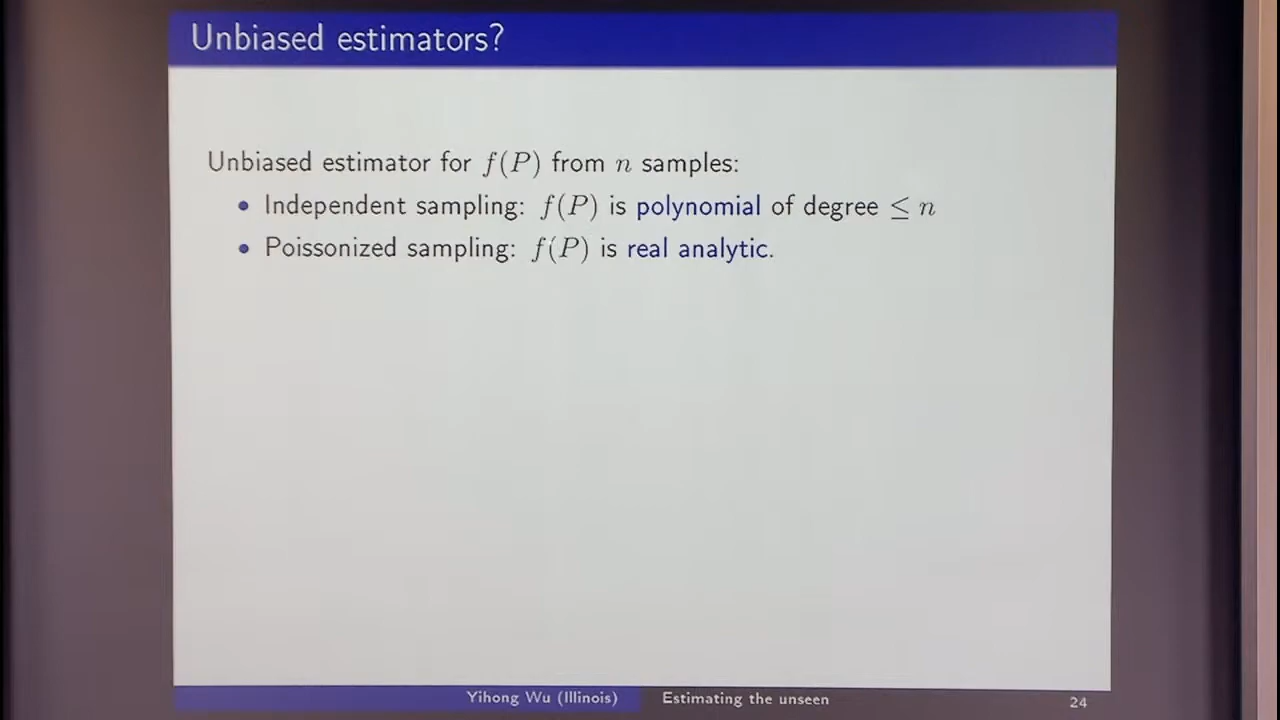 Unbiased estimators?
Unbiased estimator for f(P) from n samples:
• Independent sampling: f(P) is polynomial of degree ≤ n
• Poissonized sampling: f(P) is real analytic.
Yihong Wu (Illinois) Estimating the unseen 24